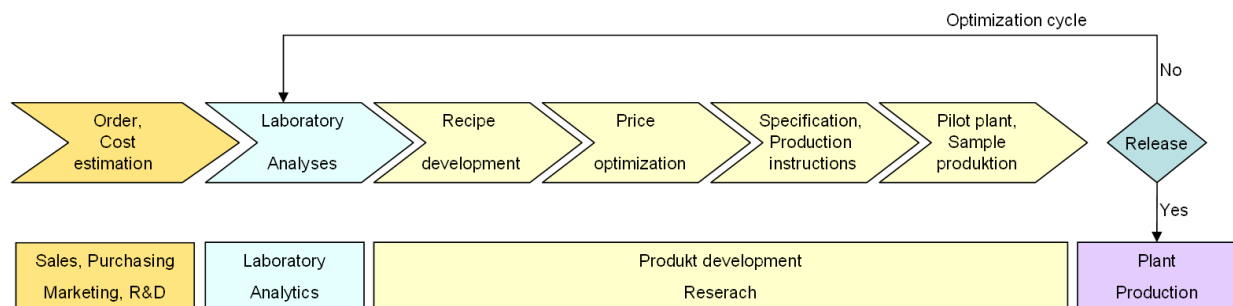 Optimization cycle
No
Order,
Cost
estimation
Laboratory
Analyses
Recipe
development
Price
optimization
Specification,
Production
instructions
Pilot plant,
Sample
produktion
Release
Yes
Sales, Purchasing
Marketing, R&D
Laboratory
Analytics
Produkt development
Reserach
Plant
Production